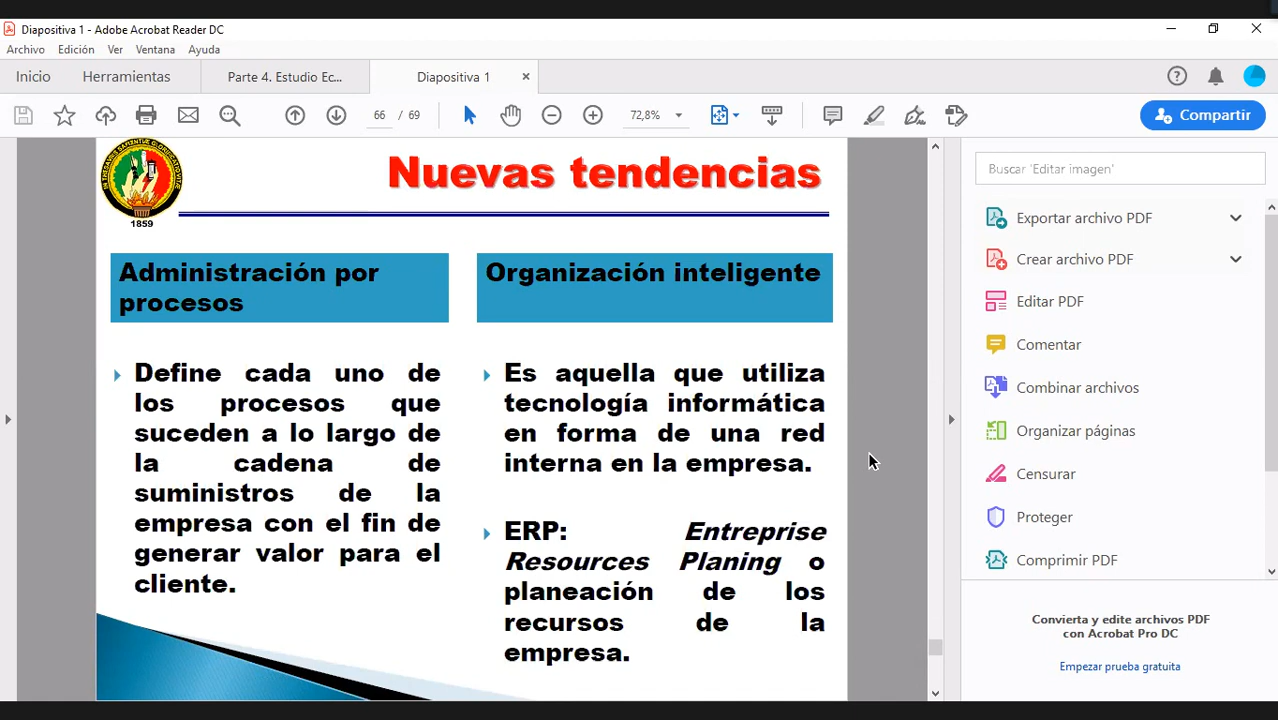 Diapositiva 1 - Adobe Acrobat Reader DC
Archivo Edición Ver Ventana Ayuda
Inicio Herramientas Parte 4. Estudio Ec... Diapositiva 1 ×
66 / 69 72,8% Compartir
Nuevas tendencias
1859
Administración por
procesos
Define cada uno de
los procesos que
suceden a lo largo de
la cadena de
suministros de la
empresa con el fin de
generar valor para el
cliente.
Organización inteligente
Es aquella que utiliza
tecnología informática
en forma de una red
interna en la empresa.
ERP: Entreprise
Resources Planing o
planeación de los
recursos de la
empresa.
Buscar 'Editar imagen'
Exportar archivo PDF
Crear archivo PDF
Editar PDF
Comentar
Combinar archivos
Organizar páginas
Censurar
Proteger
Comprimir PDF
Convierta y edite archivos PDF
con Acrobat Pro DC
Empezar prueba gratuita